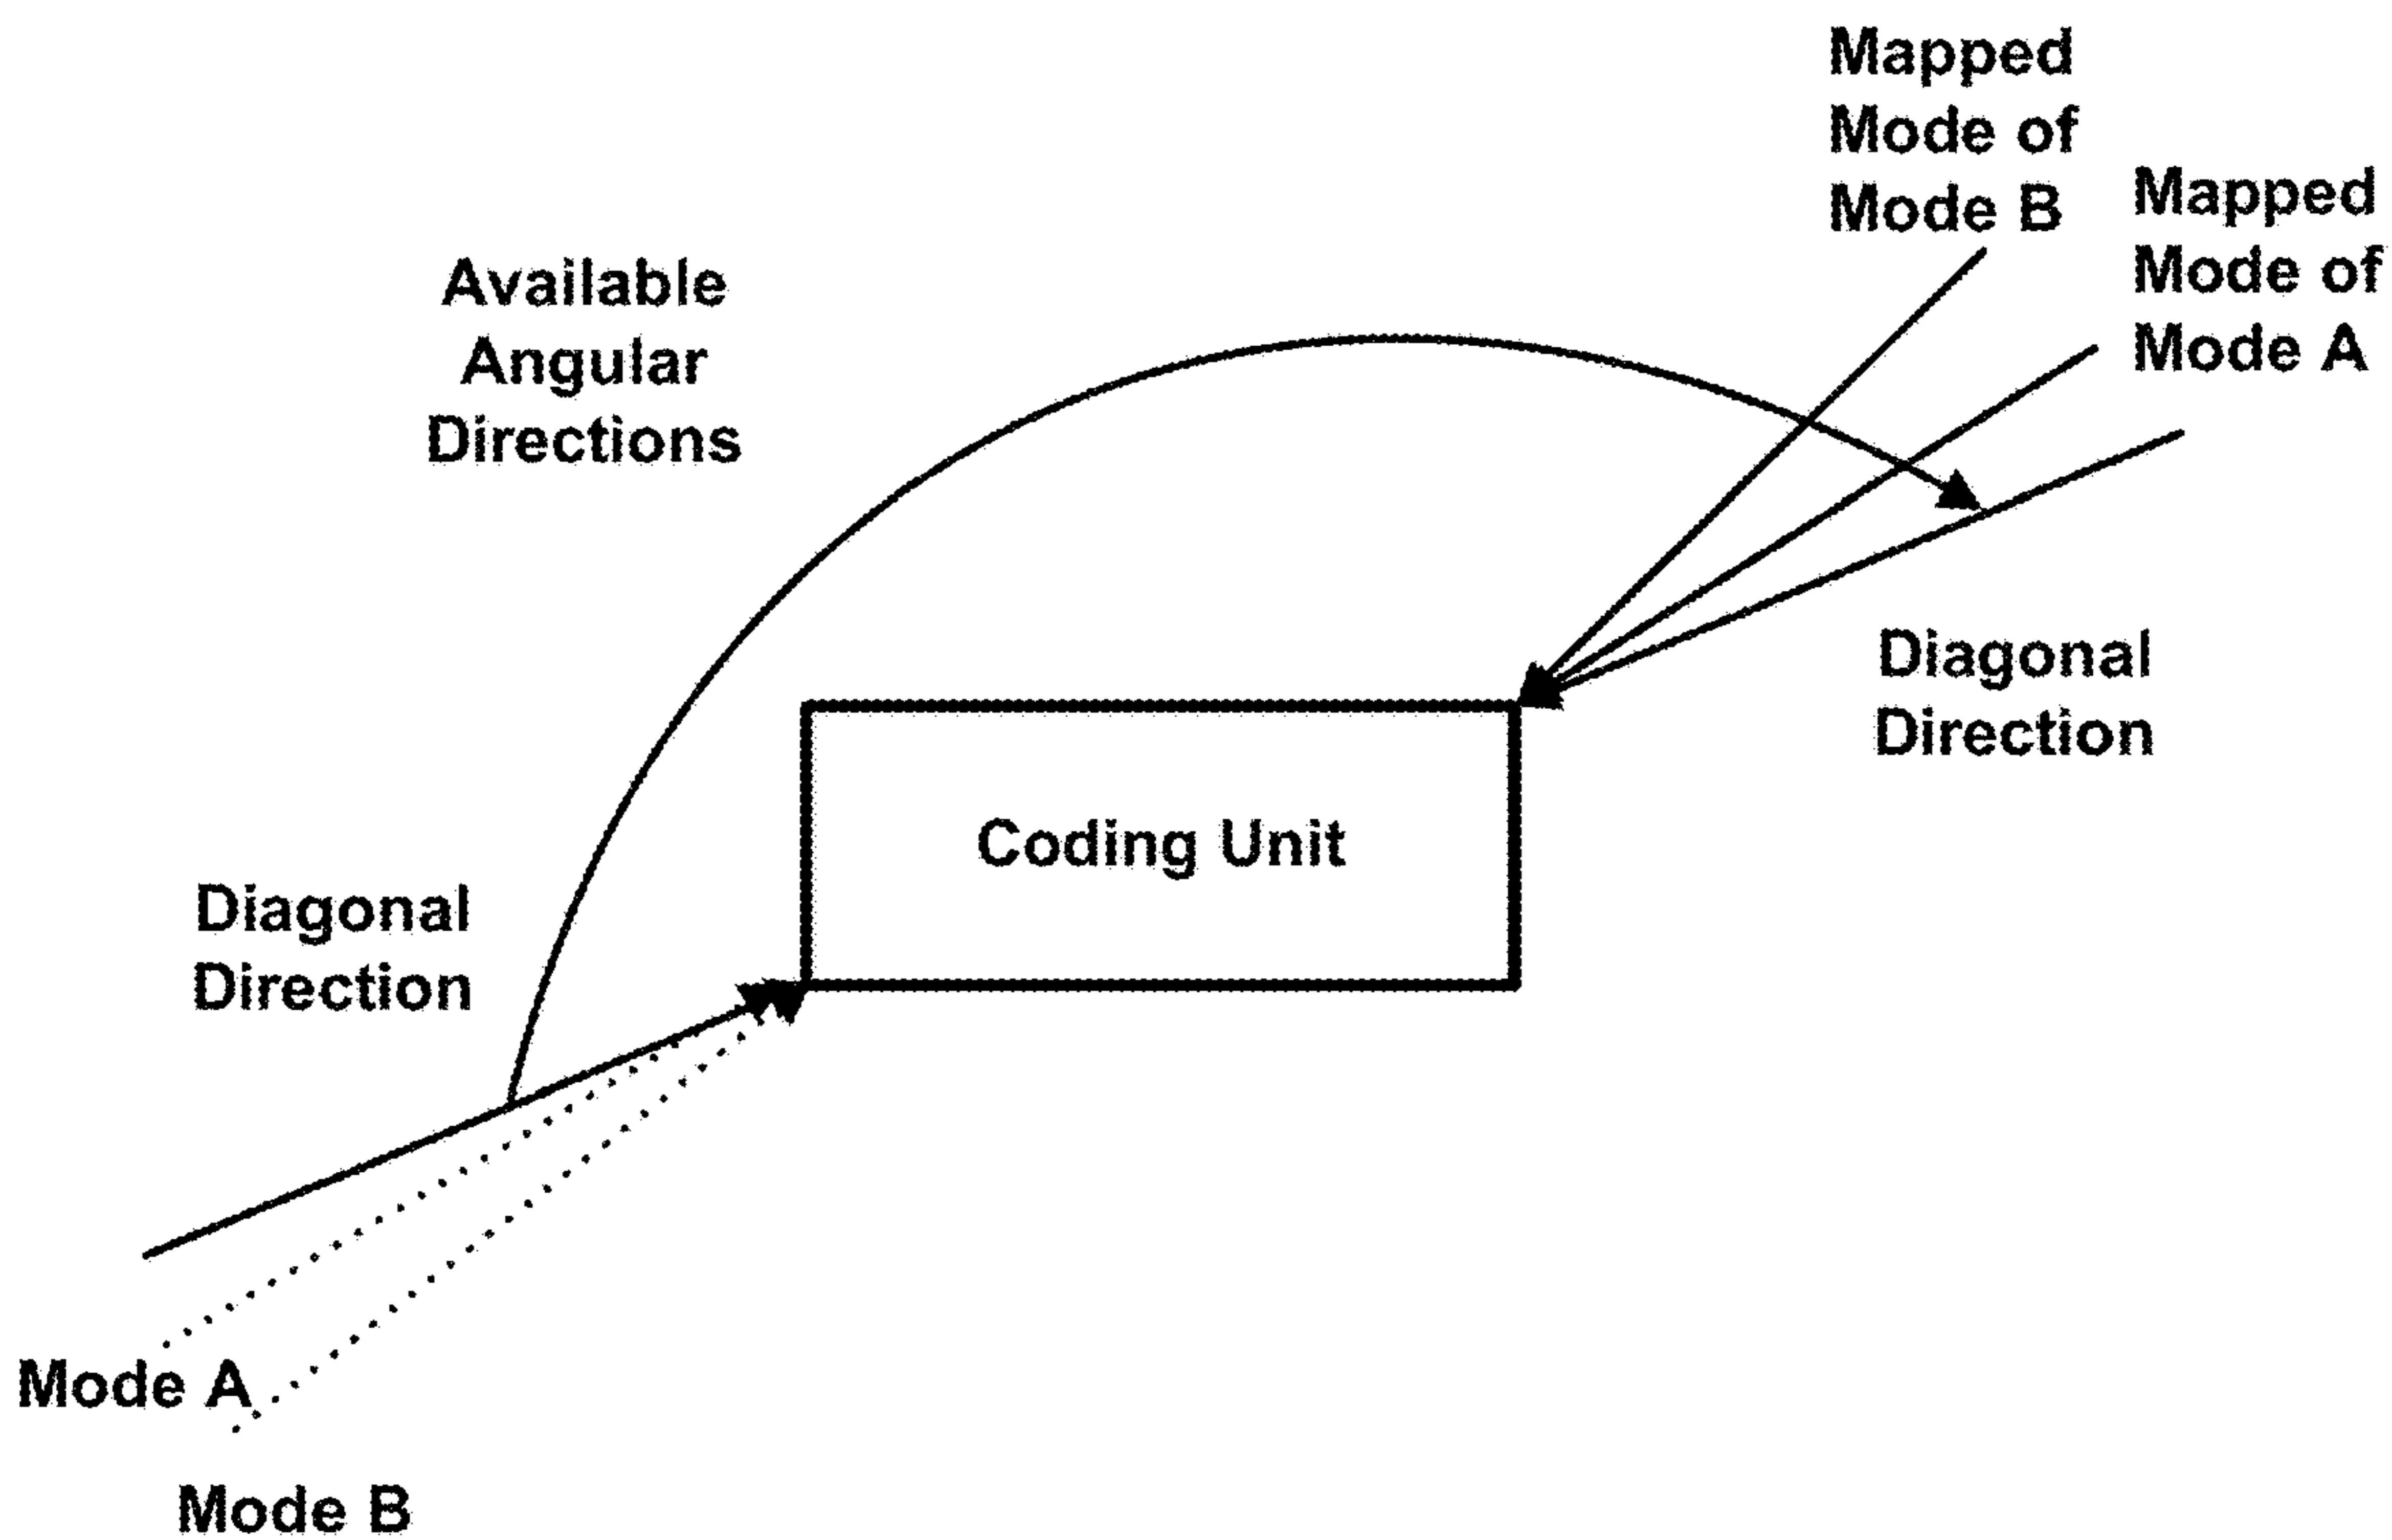 Mapped
Mode of
Mode B
Mapped
Mode of
Mode A
Available
Angular
Directions
Diagonal
Direction
Coding Unit
Diagonal
Direction
Mode A
Mode B